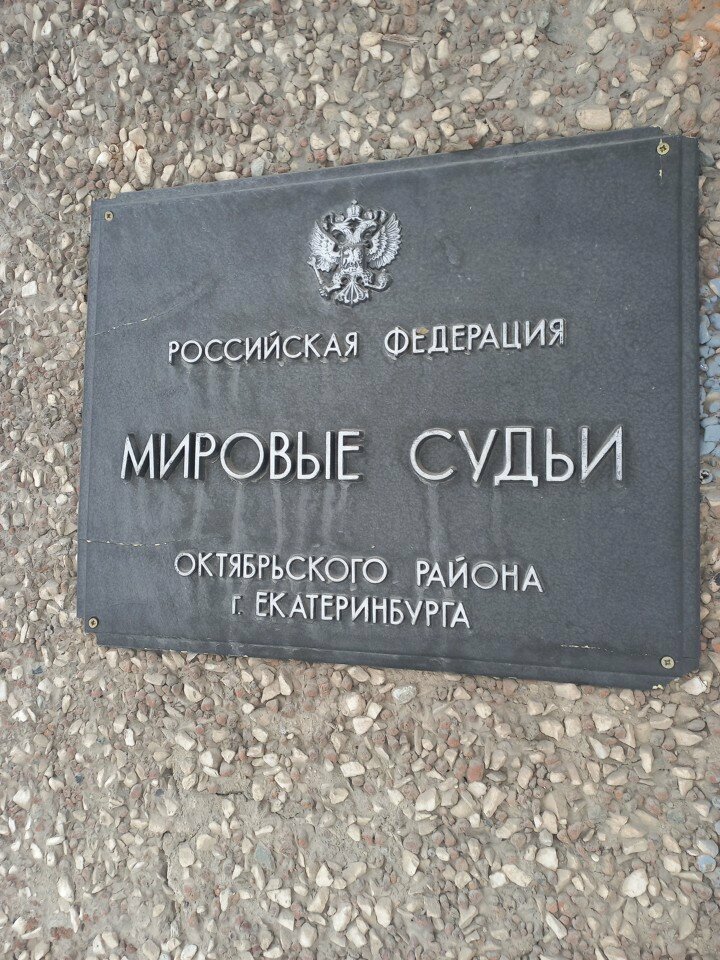 РОССИЙСКАЯ ФЕДЕРАЦИЯ
МИРОВЫЕ СУДЬИ
ОКТЯБРЬСКОГО РАЙОНА
Г. ЕКАТЕРИНБУРГА